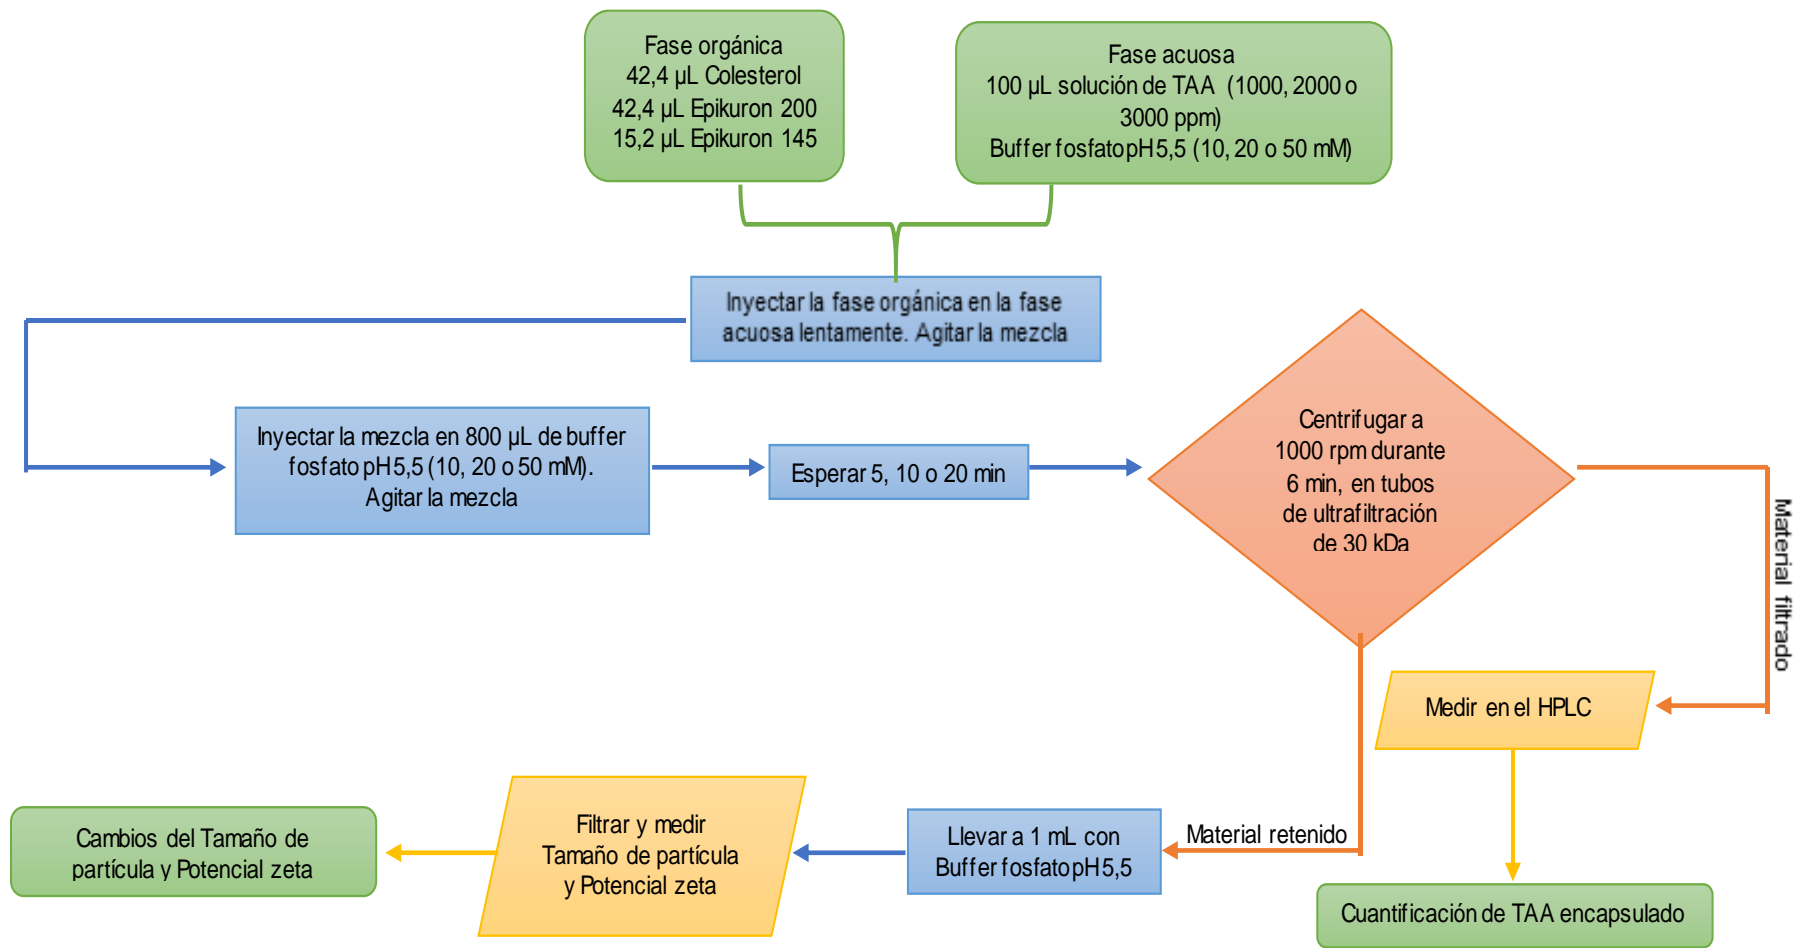 Fase orgánica
42,4 µL Colesterol
42,4 µL Epikuron 200
15,2 µL Epikuron 145
Fase acuosa
100 µL solución de TAA (1000, 2000 o
3000 ppm)
Buffer fosfato pH 5,5 (10, 20 o 50 mM)
Inyectar la fase orgánica en la fase
acuosa lentamente. Agitar la mezcla
Inyectar la mezcla en 800 µL de buffer
fosfato pH 5,5 (10, 20 o 50 mM).
Agitar la mezcla
Esperar 5, 10 o 20 min
Centrifugar a
1000 rpm durante
6 min, en tubos
de ultrafiltración
de 30 kDa
Material filtrado
Medir en el HPLC
Cuantificación de TAA encapsulado
Material retenido
Llevar a 1 mL con
Buffer fosfato pH 5,5
Filtrar y medir
Tamaño de partícula
y Potencial zeta
Cambios del Tamaño de
partícula y Potencial zeta